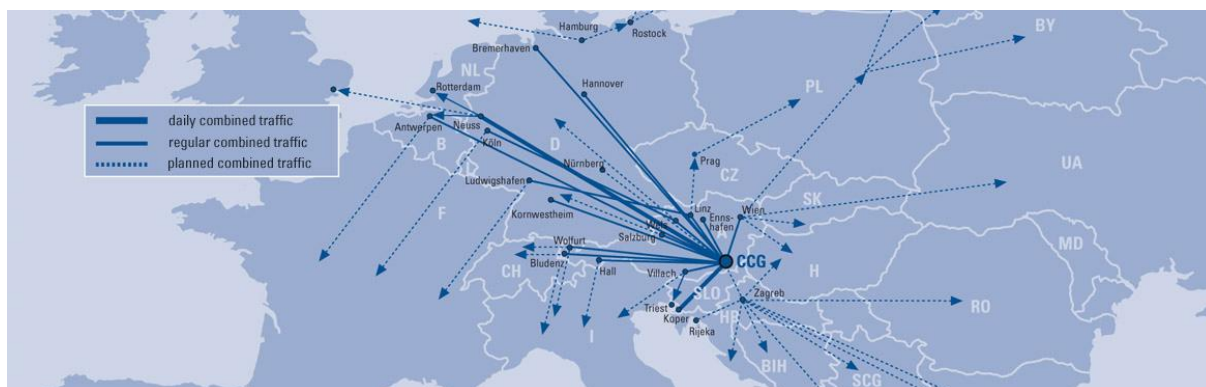 Hamburg
Rostock
BY
Bremerhaven
NL
Rotterdam
Hannover
PL
daily combined traffic
regular combined traffic
planned combined traffic
Antwerpen
Neuss
B
Köln
D
UA
Nürnberg
Prag
CZ
Ludwigshafen
SK
F
Kornwestheim
Linz
Wels
Enns-
hafen
Wien
A
Salzburg
MD
Wolfurt
Bludenz
CH
Hall
Villach
CCG
H
SLO
Zagreb
RO
Triest
Koper
HR
Rijeka
I
BIH
SCG